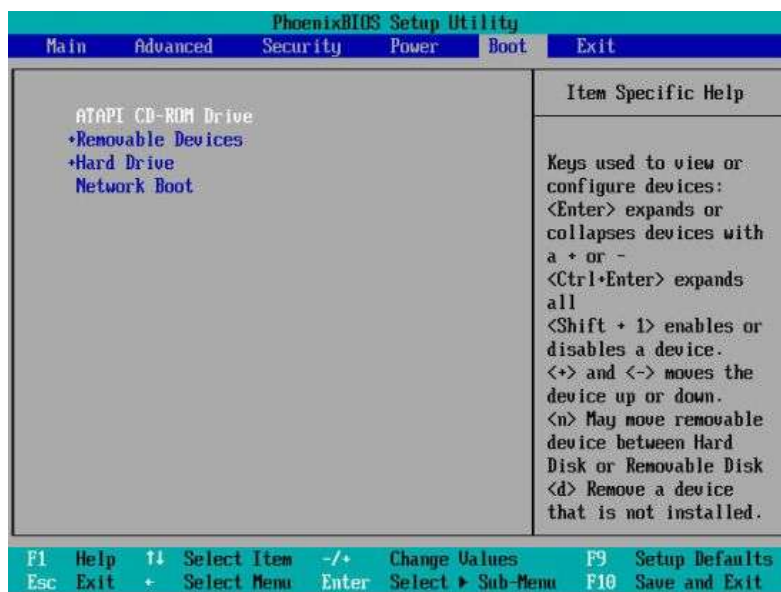 PhoenixBIOS Setup Utility
Main Advanced Security Power Boot Exit
ATAPI CD-ROM Drive
+Removable Devices
+Hard Drive
Network Boot
Item Specific Help
Keys used to view or
configure devices:
<Enter> expands or
collapses devices with
a + or -
<Ctrl+Enter> expands
all
<Shift + 1> enables or
disables a device.
<+> and <-> moves the
device up or down.
<n> May move removable
device between Hard
Disk or Removable Disk
<d> Remove a device
that is not installed.
F1 Help ↑↓ Select Item -/+ Change Values F9 Setup Defaults
Esc Exit ← Select Menu Enter Select ▶ Sub-Menu F10 Save and Exit